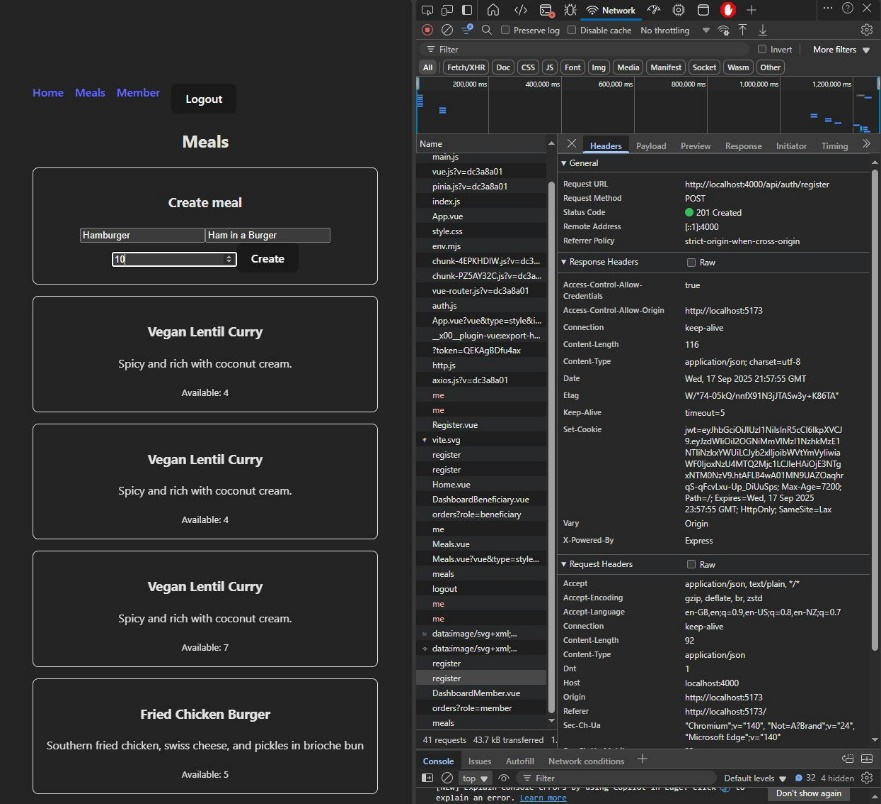 Home Meals Member Logout
Meals
Create meal
Hamburger Ham in a Burger
10 Create
Vegan Lentil Curry
Spicy and rich with coconut cream.
Available: 4
Vegan Lentil Curry
Spicy and rich with coconut cream.
Available: 4
Vegan Lentil Curry
Spicy and rich with coconut cream.
Available: 7
Fried Chicken Burger
Southern fried chicken, swiss cheese, and pickles in brioche bun
Available: 5
Network
Preserve log Disable cache No throttling
Filter Invert More filters
All Fetch/XHR Doc CSS JS Font Img Media Manifest Socket Wasm Other
200,000 ms 400,000 ms 600,000 ms 800,000 ms 1,000,000 ms 1,200,000 ms
Name
main.js
vue.js?v=dc3a8a01
pinia.js?v=dc3a8a01
index.js
App.vue
style.css
env.mjs
chunk-4EPKHDIW.js?v=dc3...
chunk-PZ5AY32C.js?v=dc3a...
vue-router.js?v=dc3a8a01
auth.js
App.vue?vue&type=style&i...
__x00__plugin-vue:export-h...
?token=QEKAgBDfu4ax
http.js
axios.js?v=dc3a8a01
me
me
Register.vue
vite.svg
register
register
Home.vue
DashboardBeneficiary.vue
orders?role=beneficiary
me
Meals.vue
Meals.vue?vue&type=style...
meals
logout
me
me
data:image/svg+xml;...
data:image/svg+xml;...
register
register
DashboardMember.vue
orders?role=member
meals
41 requests 43.7 kB transferred 1.
Headers Payload Preview Response Initiator Timing
General
Request URL http://localhost:4000/api/auth/register
Request Method POST
Status Code 201 Created
Remote Address [::1]:4000
Referrer Policy strict-origin-when-cross-origin
Response Headers Raw
Access-Control-Allow-Credentials true
Access-Control-Allow-Origin http://localhost:5173
Connection keep-alive
Content-Length 116
Content-Type application/json; charset=utf-8
Date Wed, 17 Sep 2025 21:57:55 GMT
Etag W/"74-05kQ/nnfX91N3jJTASw3y+K86TA"
Keep-Alive timeout=5
Set-Cookie
Max-Age=7200;
Path=/; Expires=Wed, 17 Sep 2025
23:57:55 GMT; HttpOnly; SameSite=Lax
Vary Origin
X-Powered-By Express
Request Headers Raw
Accept application/json, text/plain, */*
Accept-Encoding gzip, deflate, br, zstd
Accept-Language en-GB,en;q=0.9,en-US;q=0.8,en-NZ;q=0.7
Connection keep-alive
Content-Length 92
Content-Type application/json
Dnt 1
Host localhost:4000
Origin http://localhost:5173
Referer http://localhost:5173/
Sec-Ch-Ua "Chromium";v="140", "Not=A?Brand";v="24",
"Microsoft Edge";v="140"
Console Issues Autofill Network conditions
top Filter Default levels 32 4 hidden
[NEW] Explain Console errors by using Copilot in Edge: click to
explain an error. Learn more
Don't show again